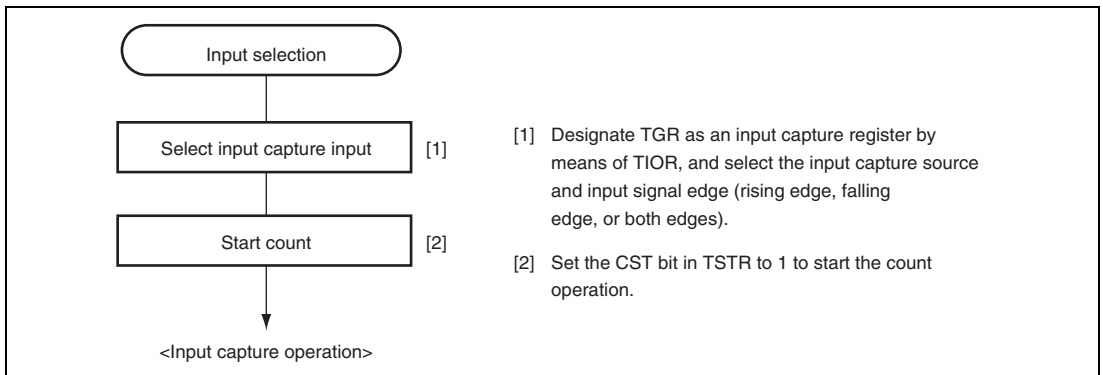 Input selection
Select input capture input
[1]
Start count
[2]
<Input capture operation>
[1] Designate TGR as an input capture register by
means of TIOR, and select the input capture source
and input signal edge (rising edge, falling
edge, or both edges).
[2] Set the CST bit in TSTR to 1 to start the count
operation.